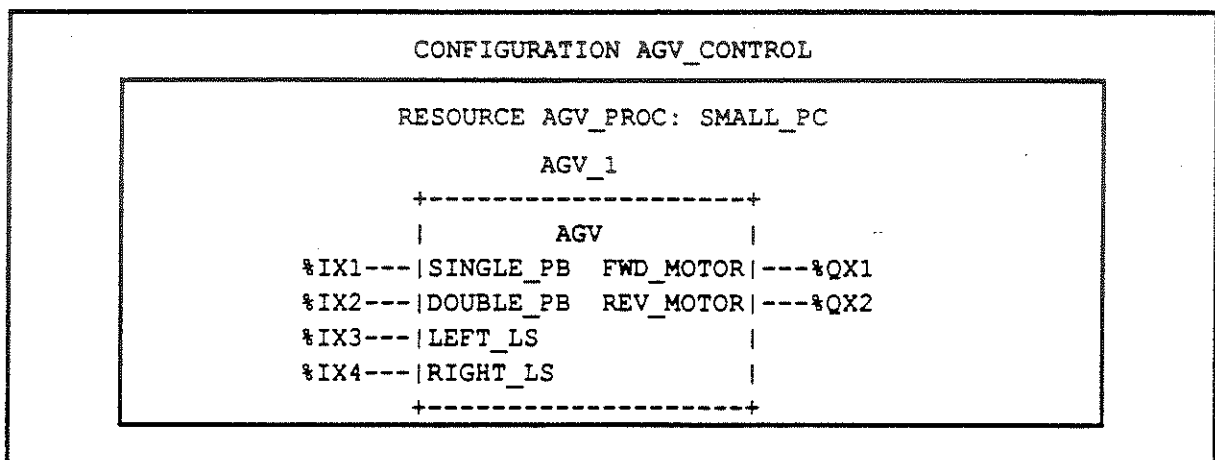 CONFIGURATION AGV_CONTROL
RESOURCE AGV_PROC: SMALL_PC
AGV_1
+---------------------+
| AGV |
%IX1---|SINGLE_PB FWD_MOTOR|---%QX1
%IX2---|DOUBLE_PB REV_MOTOR|---%QX2
%IX3---|LEFT_LS |
%IX4---|RIGHT_LS |
+---------------------+